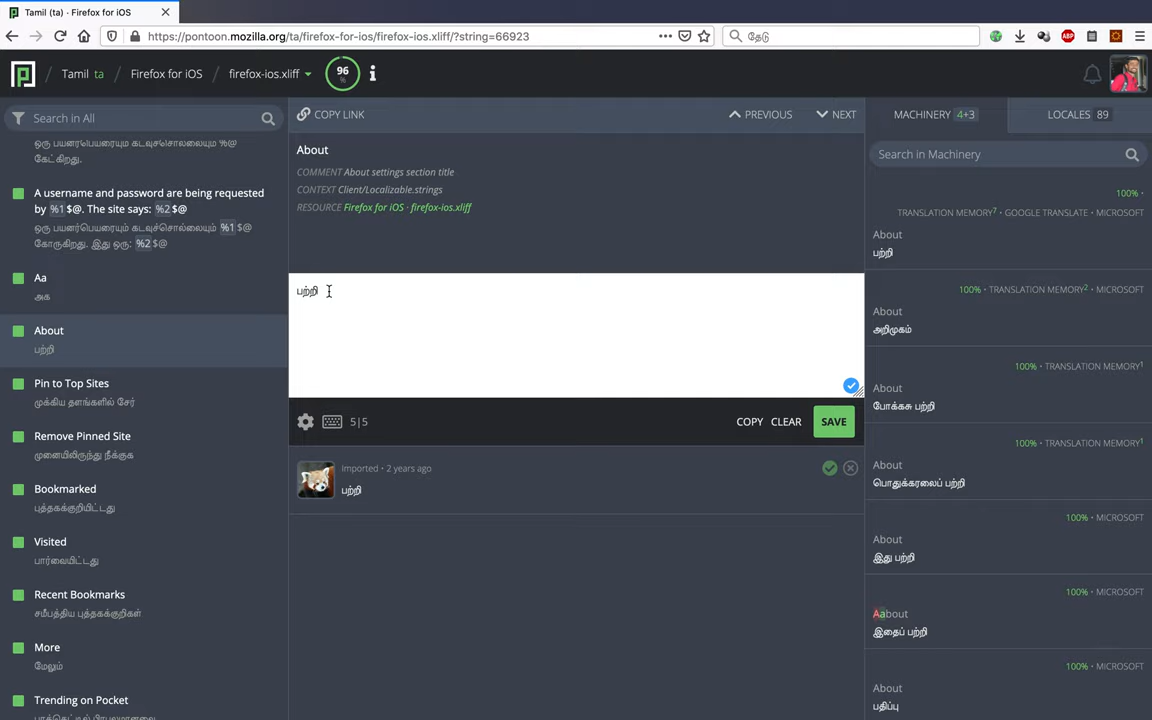 Tamil (ta) · Firefox for iOS
https://pontoon.mozilla.org/ta/firefox-for-ios/firefox-ios.xliff/?string=66923
தேடு
ABP
Tamil ta
Firefox for iOS
firefox-ios.xliff
96
%
Search in All
ஒரு பயனர்பெயரையும் கடவுச்சொல்லையும் %@
கேட்கிறது.
A username and password are being requested
by %1$@. The site says: %2$@
ஒரு பயனர்பெயரையும் கடவுச்சொல்லையும் %1$@
கோருகிறது. இது ஒரு: %2$@
Aa
அக
About
பற்றி
Pin to Top Sites
முக்கிய தளங்களில் சேர்
Remove Pinned Site
முனையிலிருந்து நீக்குக
Bookmarked
புத்தகக்குறியிட்டது
Visited
பார்வையிட்டது
Recent Bookmarks
சமீபத்திய புத்தகக்குறிகள்
More
மேலும்
Trending on Pocket
COPY LINK
PREVIOUS
NEXT
About
COMMENT About settings section title
CONTEXT Client/Localizable.strings
RESOURCE Firefox for iOS · firefox-ios.xliff
பற்றி
5|5
COPY
CLEAR
SAVE
Imported • 2 years ago
பற்றி
MACHINERY 4+3
LOCALES 89
Search in Machinery
100% •
TRANSLATION MEMORY7 • GOOGLE TRANSLATE • MICROSOFT
About
பற்றி
100% • TRANSLATION MEMORY2 • MICROSOFT
About
அறிமுகம்
100% • TRANSLATION MEMORY1
About
போக்கசு பற்றி
100% • TRANSLATION MEMORY1
About
பொதுக்கரலைப் பற்றி
100% • MICROSOFT
About
இது பற்றி
100% • MICROSOFT
Aabout
இதைப் பற்றி
100% • MICROSOFT
About
பதிப்பு